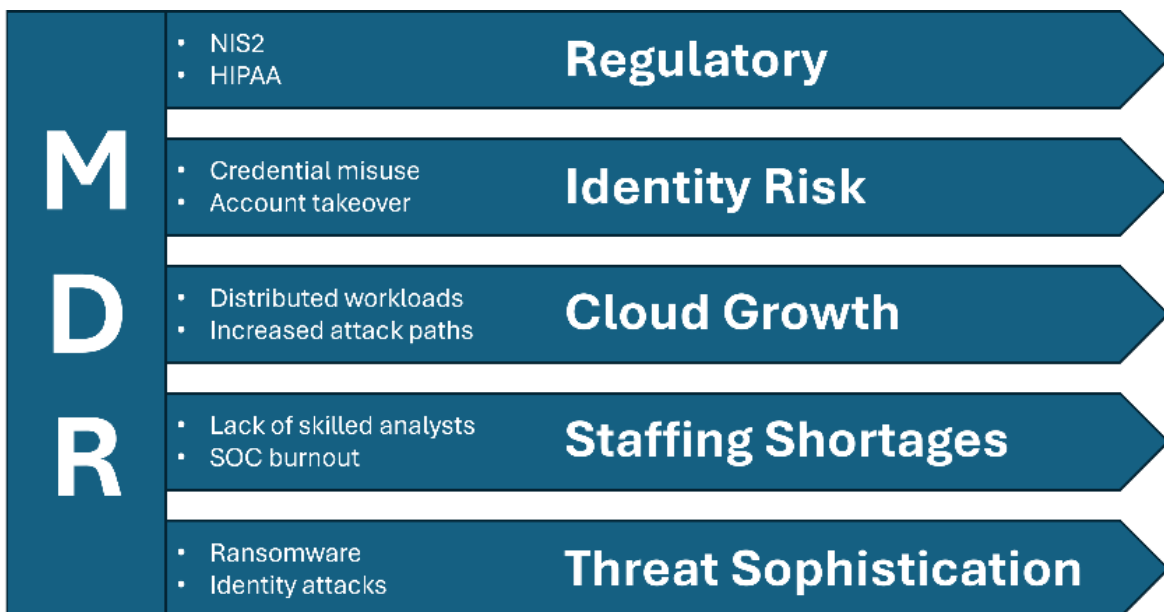 M
D
R
• NIS2
• HIPAA
Regulatory
• Credential misuse
• Account takeover
Identity Risk
• Distributed workloads
• Increased attack paths
Cloud Growth
• Lack of skilled analysts
• SOC burnout
Staffing Shortages
• Ransomware
• Identity attacks
Threat Sophistication